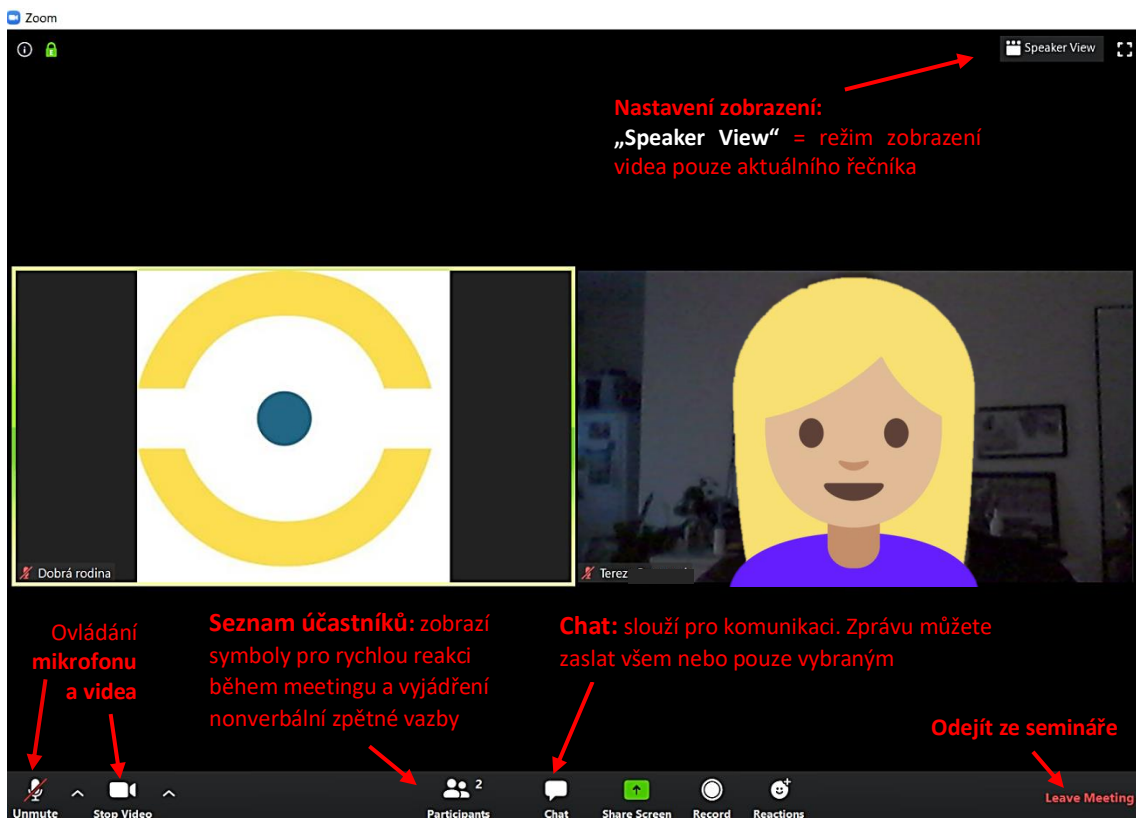 Zoom
Speaker View
Nastavení zobrazení:
„Speaker View“ = režim zobrazení
videa pouze aktuálního řečníka
Dobrá rodina
Terez
Ovládání
mikrofonu
a videa
Seznam účastníků: zobrazí
symboly pro rychlou reakci
během meetingu a vyjádření
nonverbální zpětné vazby
Chat: slouží pro komunikaci. Zprávu můžete
zaslat všem nebo pouze vybraným
Odejít ze semináře
2
Unmute
Stop Video
Participants
Chat
Share Screen
Record
Reactions
Leave Meeting